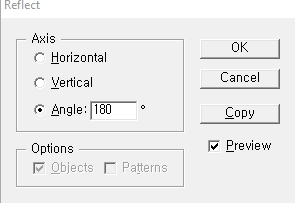 Reflect
Axis
Horizontal
Vertical
Angle: 180 °
Options
Objects Patterns
OK
Cancel
Copy
Preview